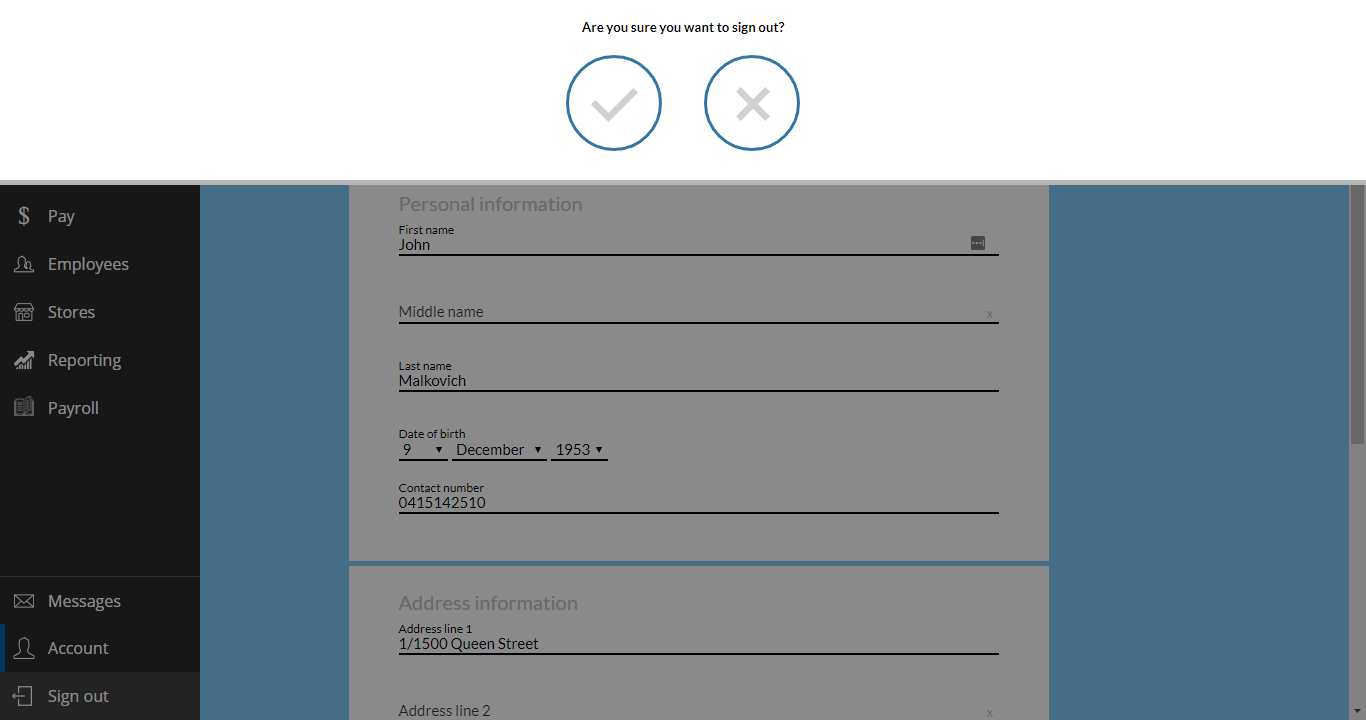 Are you sure you want to sign out?
Pay
Employees
Stores
Reporting
Payroll
Messages
Account
Sign out
Personal information
First name
John
Middle name
x
Last name
Malkovich
Date of birth
9 December 1953
Contact number
0415142510
Address information
Address line 1
1/1500 Queen Street
Address line 2
x